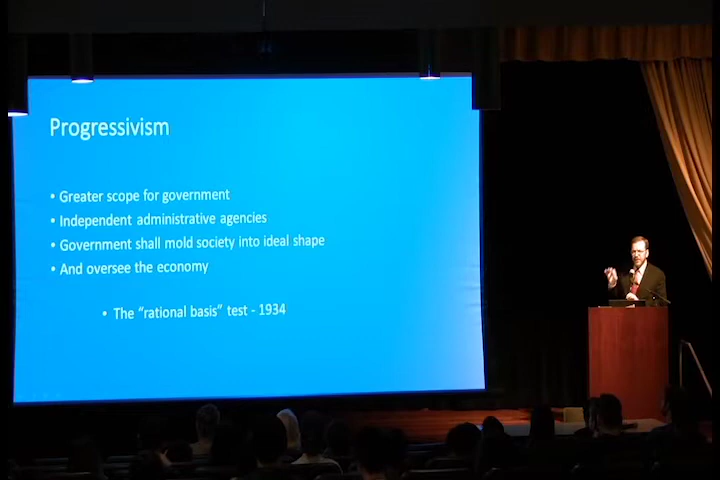 Progressivism
• Greater scope for government
• Independent administrative agencies
• Government shall mold society into ideal shape
• And oversee the economy
• The “rational basis” test - 1934